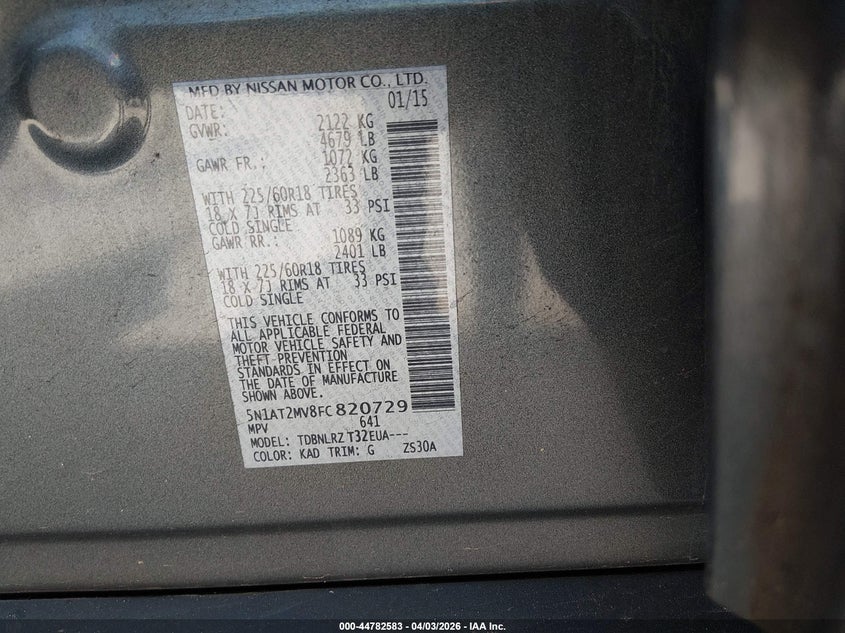 MFD BY NISSAN MOTOR CO., LTD.
DATE: 01/15
GVWR: 2122 KG
4679 LB
GAWR FR.: 1072 KG
2363 LB
WITH 225/60R18 TIRES
18 X 7J RIMS AT 33 PSI
COLD SINGLE
GAWR RR.: 1089 KG
2401 LB
WITH 225/60R18 TIRES
18 X 7J RIMS AT 33 PSI
COLD SINGLE
THIS VEHICLE CONFORMS TO
ALL APPLICABLE FEDERAL
MOTOR VEHICLE SAFETY AND
THEFT PREVENTION
STANDARDS IN EFFECT ON
THE DATE OF MANUFACTURE
SHOWN ABOVE.
5N1AT2MV8FC820729
MPV 641
MODEL: TDBNLRZ T32EUA---
COLOR: KAD TRIM: G ZS30A
000-44782583 - 04/03/2026 - IAA Inc.